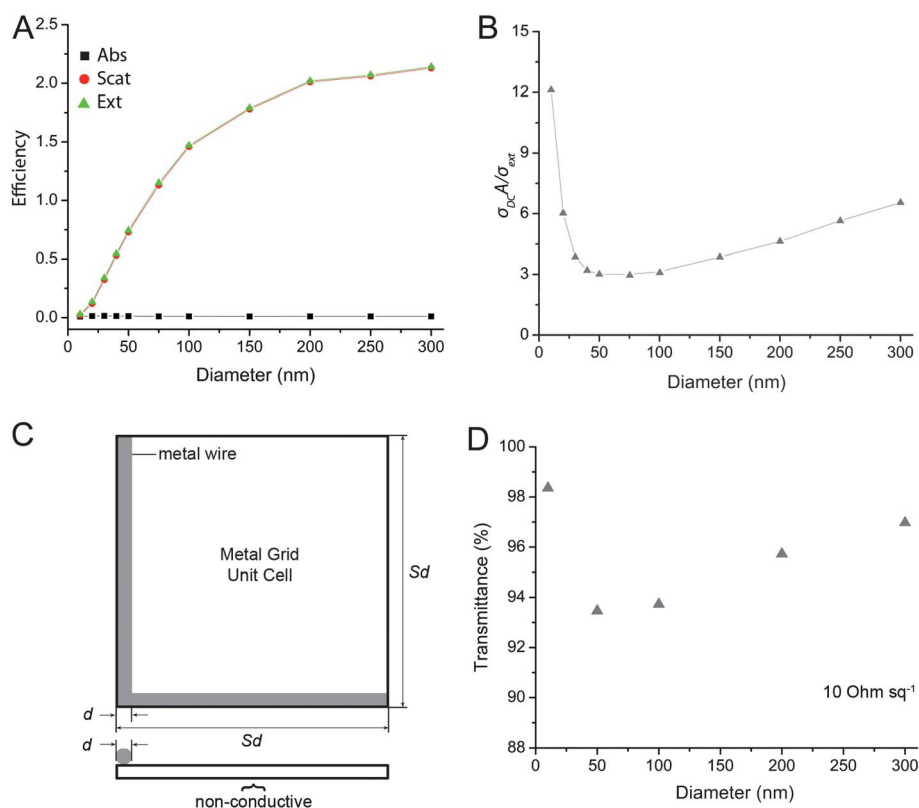 A
2.5
2.0
1.5
1.0
0.5
0.0
Abs
Scat
Ext
Efficiency
0 50 100 150 200 250 300
Diameter (nm)
B
12
9
6
3
0
σDCA/σext
0 50 100 150 200 250 300
Diameter (nm)
C
metal wire
Metal Grid
Unit Cell
Sd
d
Sd
d
non-conductive
D
100
98
96
94
92
90
88
Transmittance (%)
10 Ohm sq⁻¹
0 50 100 150 200 250 300
Diameter (nm)